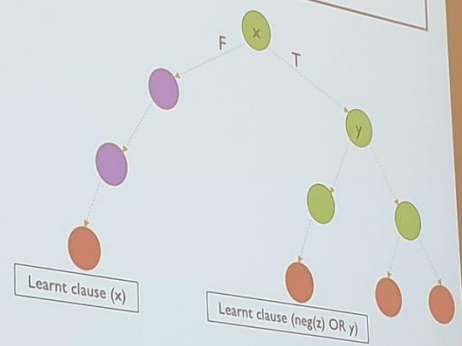 x
F
T
y
Learnt clause (x)
Learnt clause (neg(z) OR y)